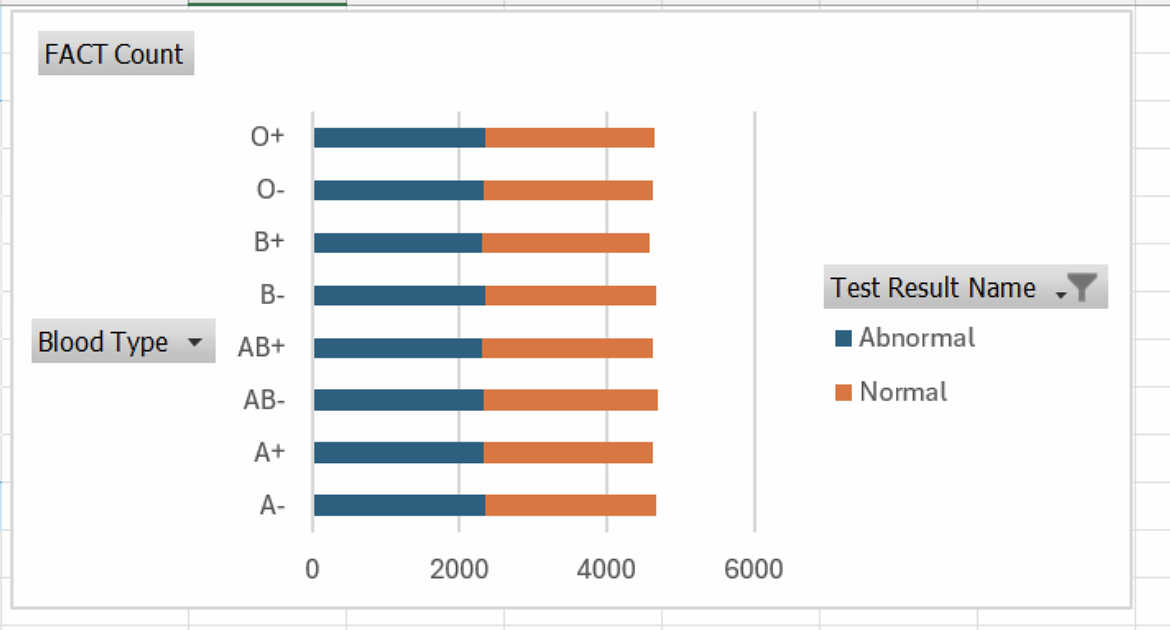 FACT Count
O+
O-
B+
B-
AB+
AB-
A+
A-
Blood Type
0 2000 4000 6000
Test Result Name
Abnormal
Normal